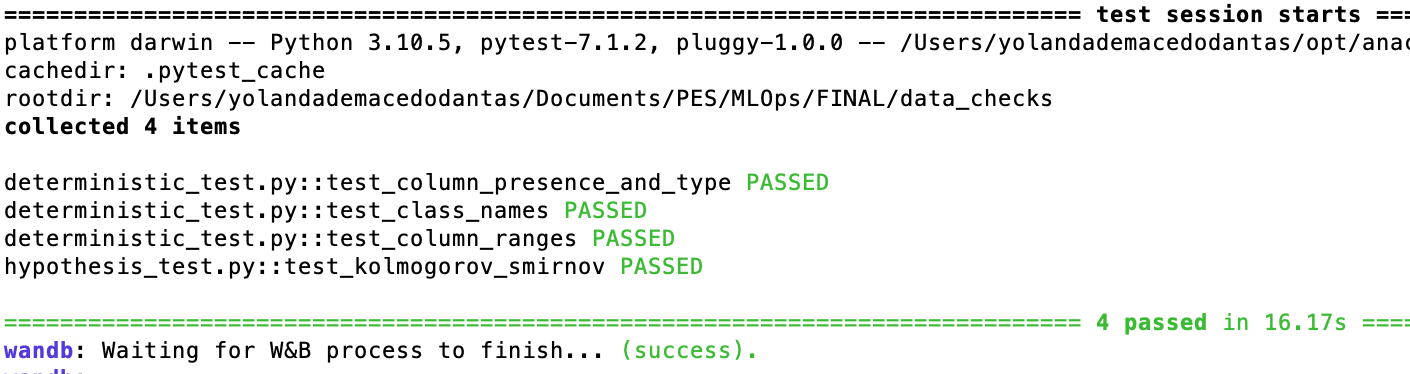 ============================================================================= test session starts ===
platform darwin -- Python 3.10.5, pytest-7.1.2, pluggy-1.0.0 -- /Users/yolandademacedodantas/opt/anac
cachedir: .pytest_cache
rootdir: /Users/yolandademacedodantas/Documents/PES/MLOps/FINAL/data_checks
collected 4 items
deterministic_test.py::test_column_presence_and_type PASSED
deterministic_test.py::test_class_names PASSED
deterministic_test.py::test_column_ranges PASSED
hypothesis_test.py::test_kolmogorov_smirnov PASSED
============================================================================= 4 passed in 16.17s ====
wandb: Waiting for W&B process to finish... (success).